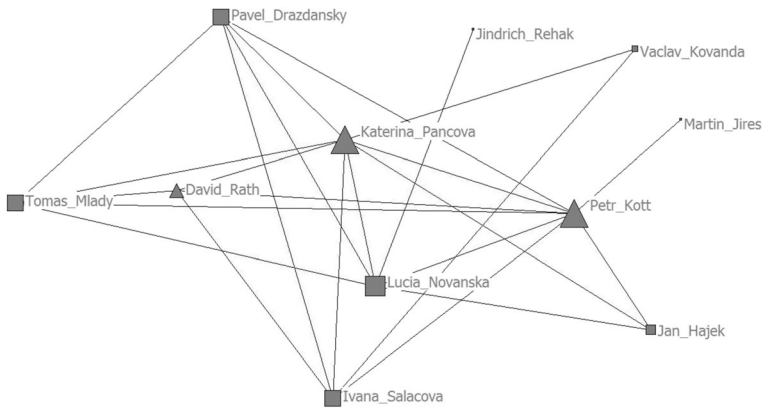 Pavel_Drazdansky
Jindrich_Rehak
Vaclav_Kovanda
Martin_Jires
Katerina_Pancova
David_Rath
Tomas_Mlady
Petr_Kott
Lucia_Novanska
Jan_Hajek
Ivana_Salacova